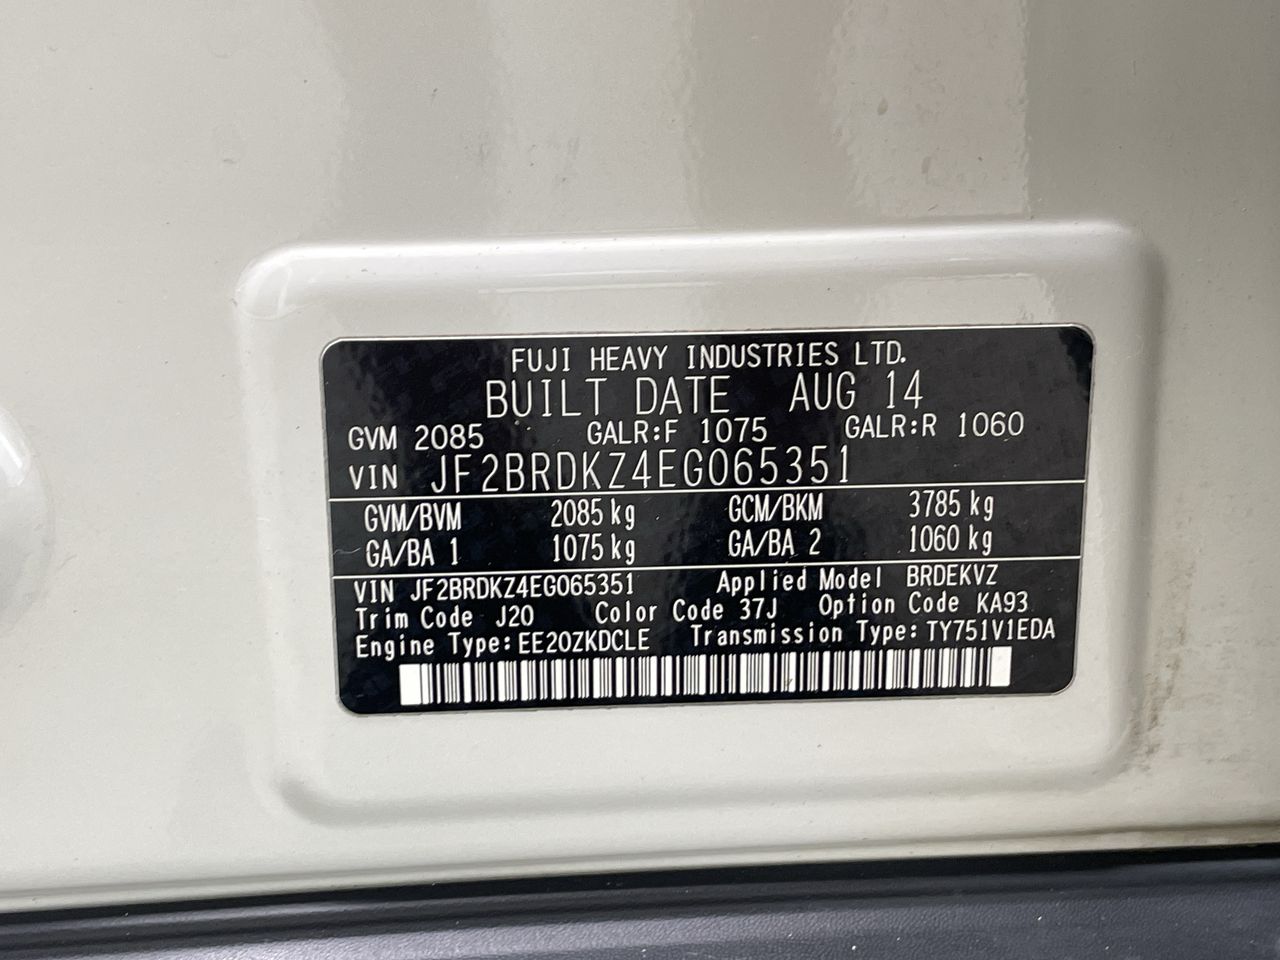 FUJI HEAVY INDUSTRIES LTD.
BUILT DATE AUG 14
GVM 2085 GALR:F 1075 GALR:R 1060
VIN JF2BRDKZ4EG065351
GVM/BVM 2085 kg GCM/BKM 3785 kg
GA/BA 1 1075 kg GA/BA 2 1060 kg
VIN JF2BRDKZ4EG065351 Applied Model BRDEKVZ
Trim Code J20 Color Code 37J Option Code KA93
Engine Type:EE20ZKDCLE Transmission Type:TY751V1EDA